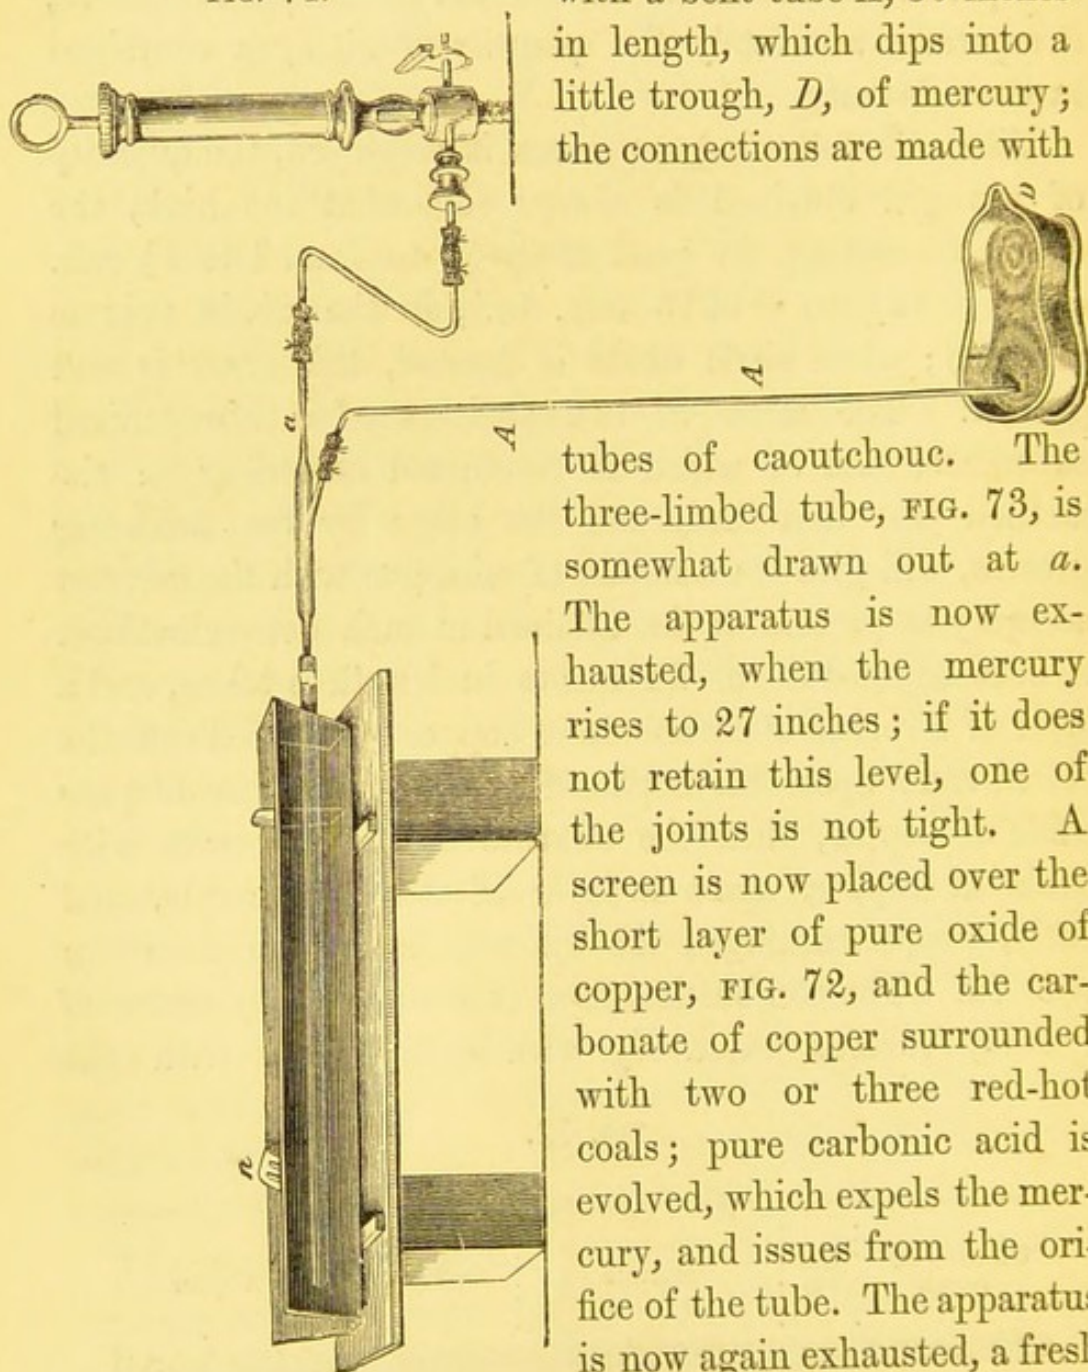 in length, which dips into a
little trough, D, of mercury;
the connections are made with
D
a
A
A
tubes of caoutchouc. The
three-limbed tube, FIG. 73, is
somewhat drawn out at a.
The apparatus is now ex-
hausted, when the mercury
rises to 27 inches; if it does
not retain this level, one of
the joints is not tight. A
screen is now placed over the
short layer of pure oxide of
copper, FIG. 72, and the car-
bonate of copper surrounded
with two or three red-hot
coals; pure carbonic acid is
evolved, which expels the mer-
cury, and issues from the ori-
fice of the tube. The apparatus
is now again exhausted, a fresh
n